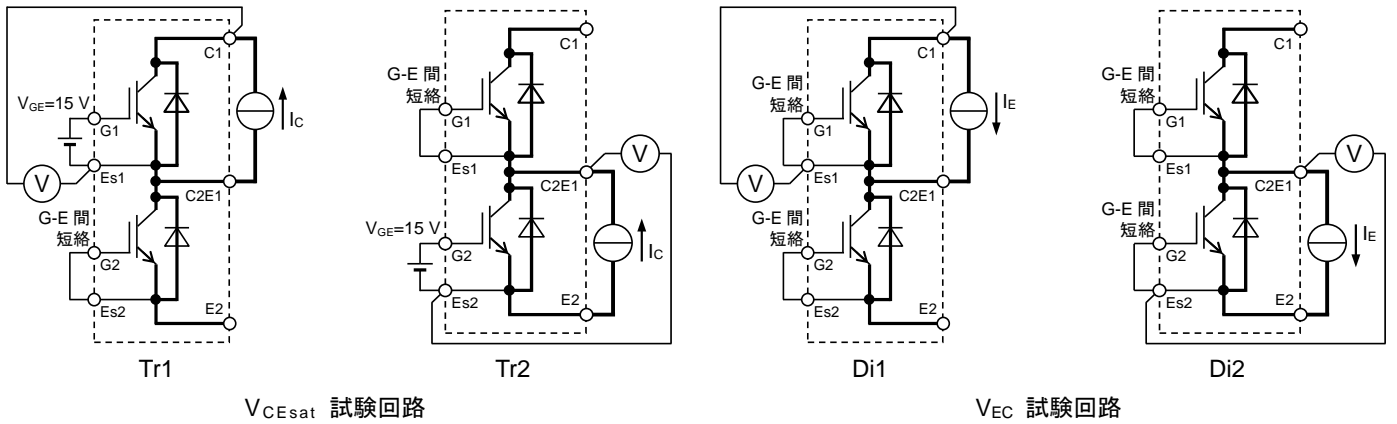 C1
V_GE=15 V
G1
I_C
V
Es1
C2E1
G-E 間
短絡
G2
Es2
E2
Tr1
C1
G-E 間
短絡
G1
Es1
V
C2E1
V_GE=15 V
G2
I_C
Es2
E2
Tr2
V_CEsat 試験回路
C1
G-E 間
短絡
G1
I_E
V
Es1
C2E1
G-E 間
短絡
G2
Es2
E2
Di1
C1
G-E 間
短絡
G1
Es1
V
C2E1
G-E 間
短絡
G2
I_E
Es2
E2
Di2
V_EC 試験回路